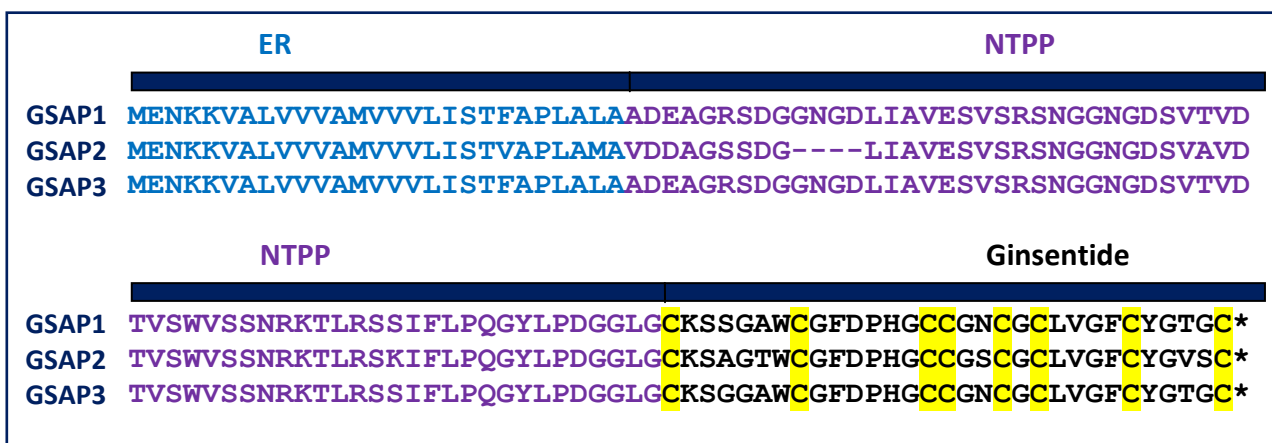 ER NTPP
GSAP1 MENKKVALVVVAMVVVLISTFAPLALAADEAGRSDGGNGDLIAVESVSRSNGGNGDSVTVD
GSAP2 MENKKVALVVVAMVVVLISTVAPLAMAVDDAGSSDG----LIAVESVSRSNGGNGDSVAVD
GSAP3 MENKKVALVVVAMVVVLISTFAPLALAADEAGRSDGGNGDLIAVESVSRSNGGNGDSVTVD
NTPP Ginsentide
GSAP1 TVSWVSSNRKTLRSSIFLPQGYLPDGGLGCKSSGAWCGFDPHGCCGNCGCLVGFCYGTGC*
GSAP2 TVSWVSSNRKTLRSKIFLPQGYLPDGGLGCKSAGTWCGFDPHGCCGSCGCLVGFCYGVSC*
GSAP3 TVSWVSSNRKTLRSSIFLPQGYLPDGGLGCKSGGAWCGFDPHGCCGNCGCLVGFCYGTGC*